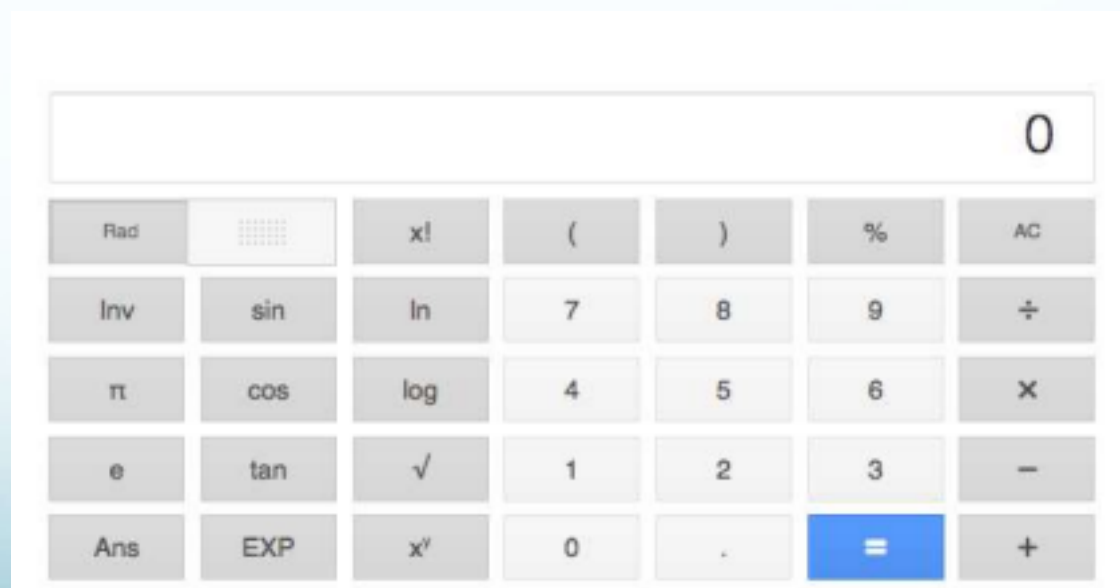 0
Rad x! ( ) % AC
Inv sin ln 7 8 9 ÷
π cos log 4 5 6 ×
e tan √ 1 2 3 −
Ans EXP xʸ 0 . = +